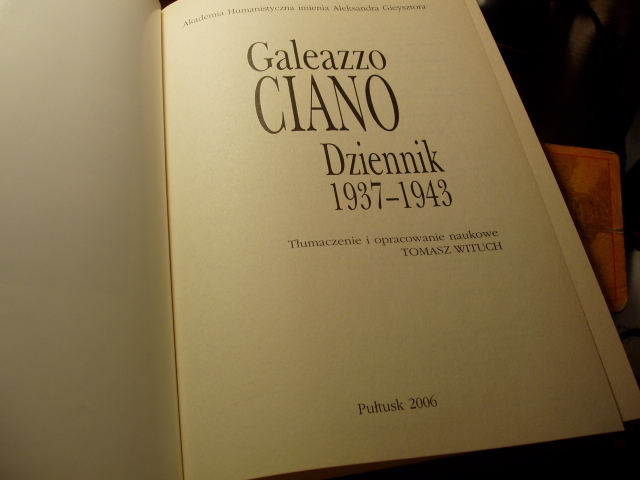 Akademia Humanistyczna imienia Aleksandra Gieysztora
Galeazzo
CIANO
Dziennik
1937–1943
Tłumaczenie i opracowanie naukowe
TOMASZ WITUCH
Pułtusk 2006